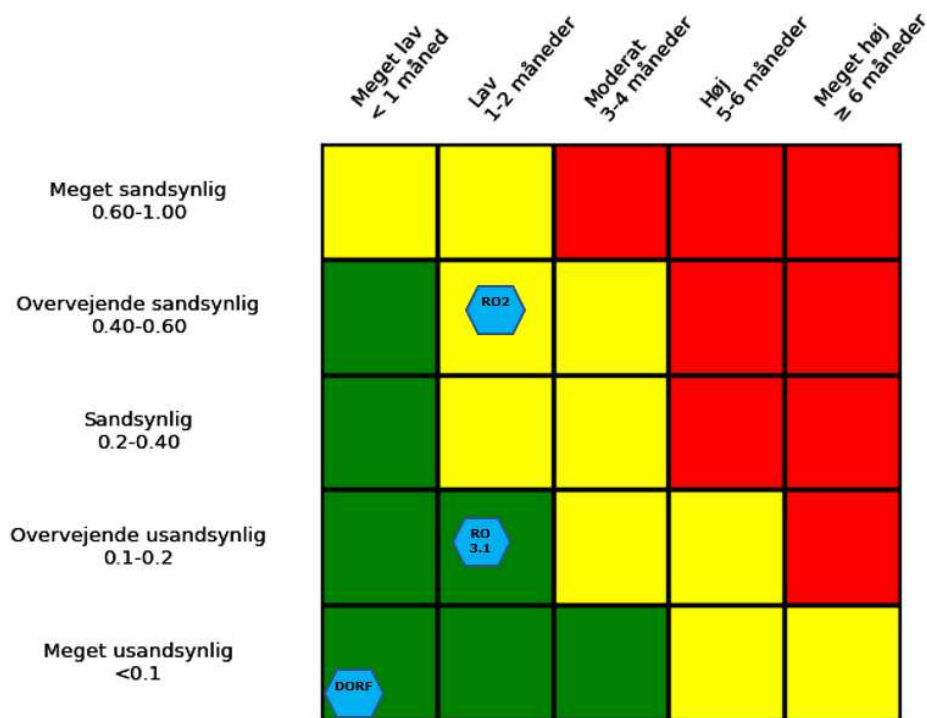 Meget lav
< 1 måned
Lav
1-2 måneder
Moderat
3-4 måneder
Høj
5-6 måneder
Meget høj
≥ 6 måneder
Meget sandsynlig
0.60-1.00
Overvejende sandsynlig
0.40-0.60
RO2
Sandsynlig
0.2-0.40
Overvejende usandsynlig
0.1-0.2
RO
3.1
Meget usandsynlig
<0.1
DORF